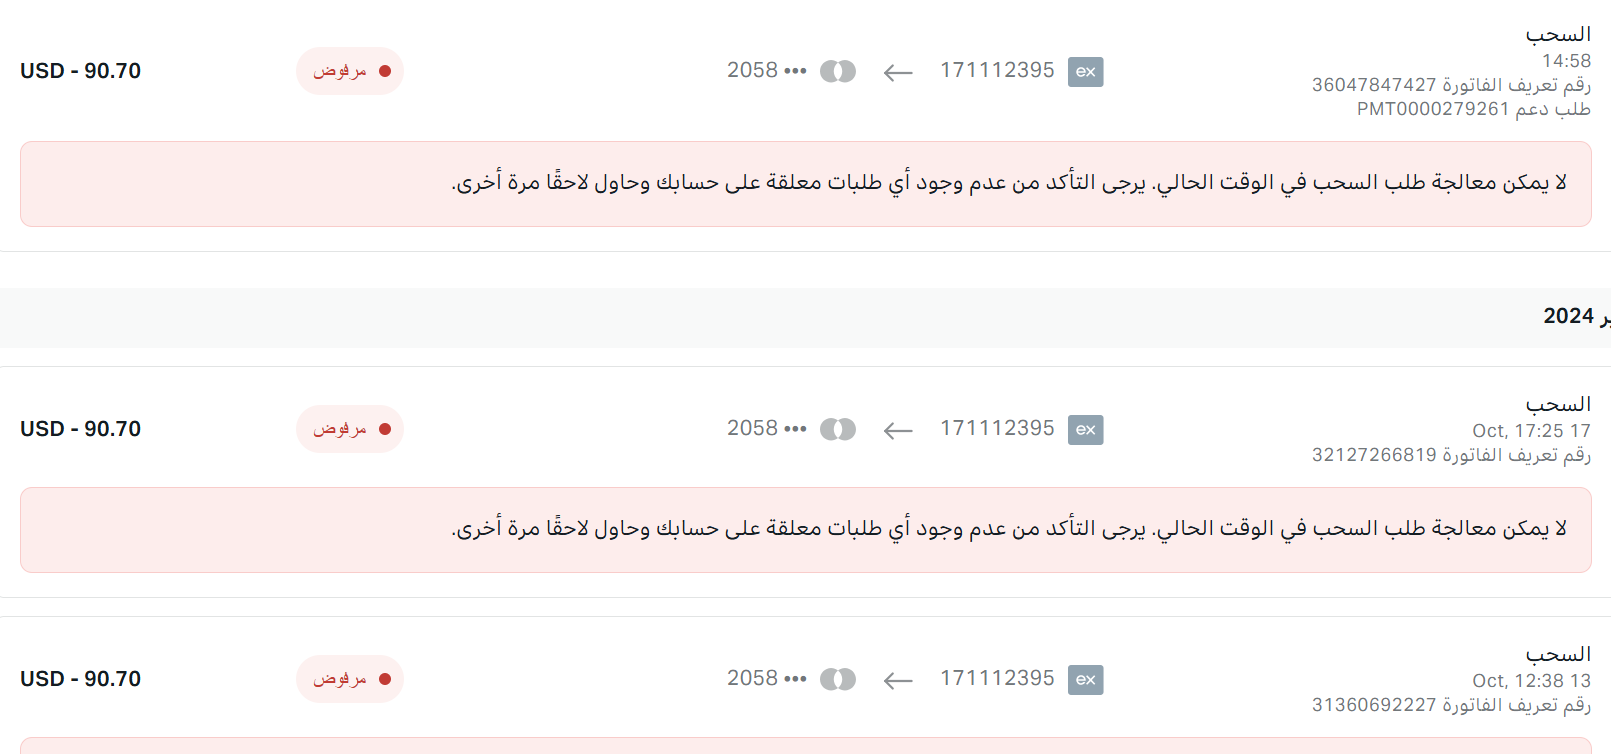 السحب
14:58
رقم تعريف الفاتورة 36047847427
طلب دعم PMT0000279261
ex 171112395 ← ••• 2058
مرفوض
USD - 90.70
لا يمكن معالجة طلب السحب في الوقت الحالي. يرجى التأكد من عدم وجود أي طلبات معلقة على حسابك وحاول لاحقًا مرة أخرى.
2024
السحب
17 Oct, 17:25
رقم تعريف الفاتورة 32127266819
ex 171112395 ← ••• 2058
مرفوض
USD - 90.70
لا يمكن معالجة طلب السحب في الوقت الحالي. يرجى التأكد من عدم وجود أي طلبات معلقة على حسابك وحاول لاحقًا مرة أخرى.
السحب
13 Oct, 12:38
رقم تعريف الفاتورة 31360692227
ex 171112395 ← ••• 2058
مرفوض
USD - 90.70